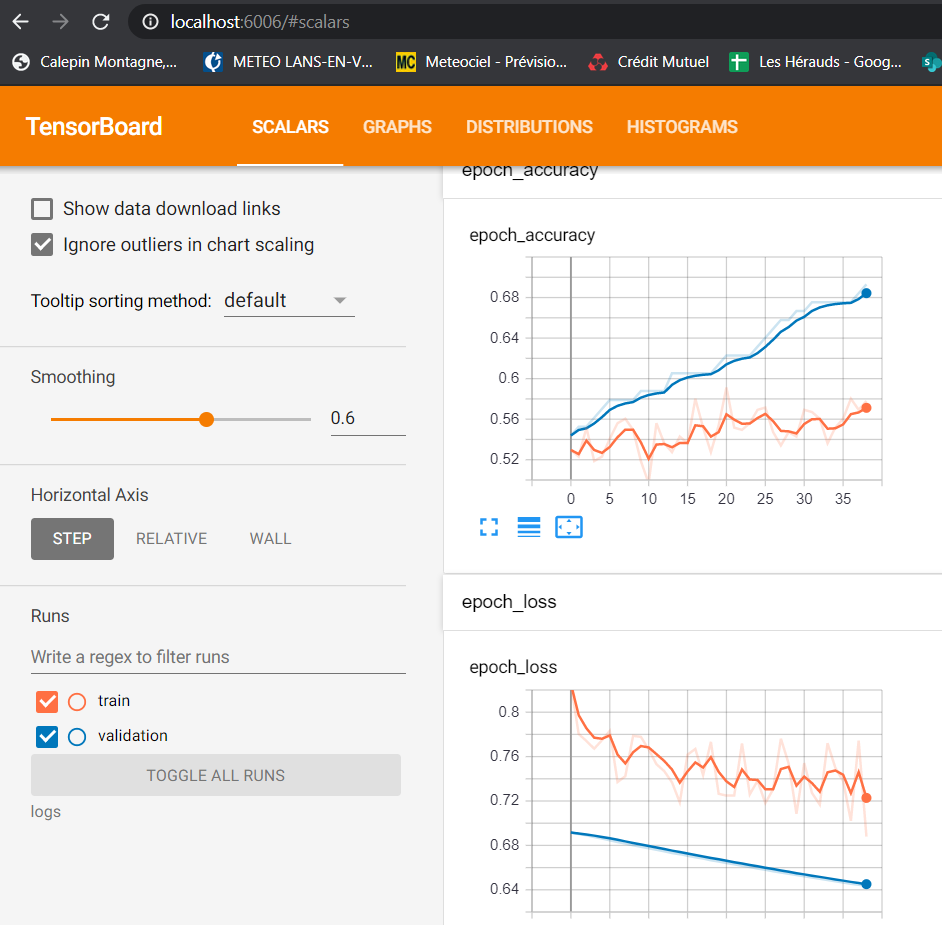 localhost:6006/#scalars
Calepin Montagne,... METEO LANS-EN-V... MC Meteociel - Prévisio... Crédit Mutuel Les Hérauds - Goog... s
TensorBoard SCALARS GRAPHS DISTRIBUTIONS HISTOGRAMS
Show data download links
Ignore outliers in chart scaling
Tooltip sorting method: default
Smoothing
0.6
Horizontal Axis
STEP RELATIVE WALL
Runs
Write a regex to filter runs
train
validation
TOGGLE ALL RUNS
logs
epoch_accuracy
epoch_accuracy
0.68
0.64
0.6
0.56
0.52
0 5 10 15 20 25 30 35
epoch_loss
epoch_loss
0.8
0.76
0.72
0.68
0.64